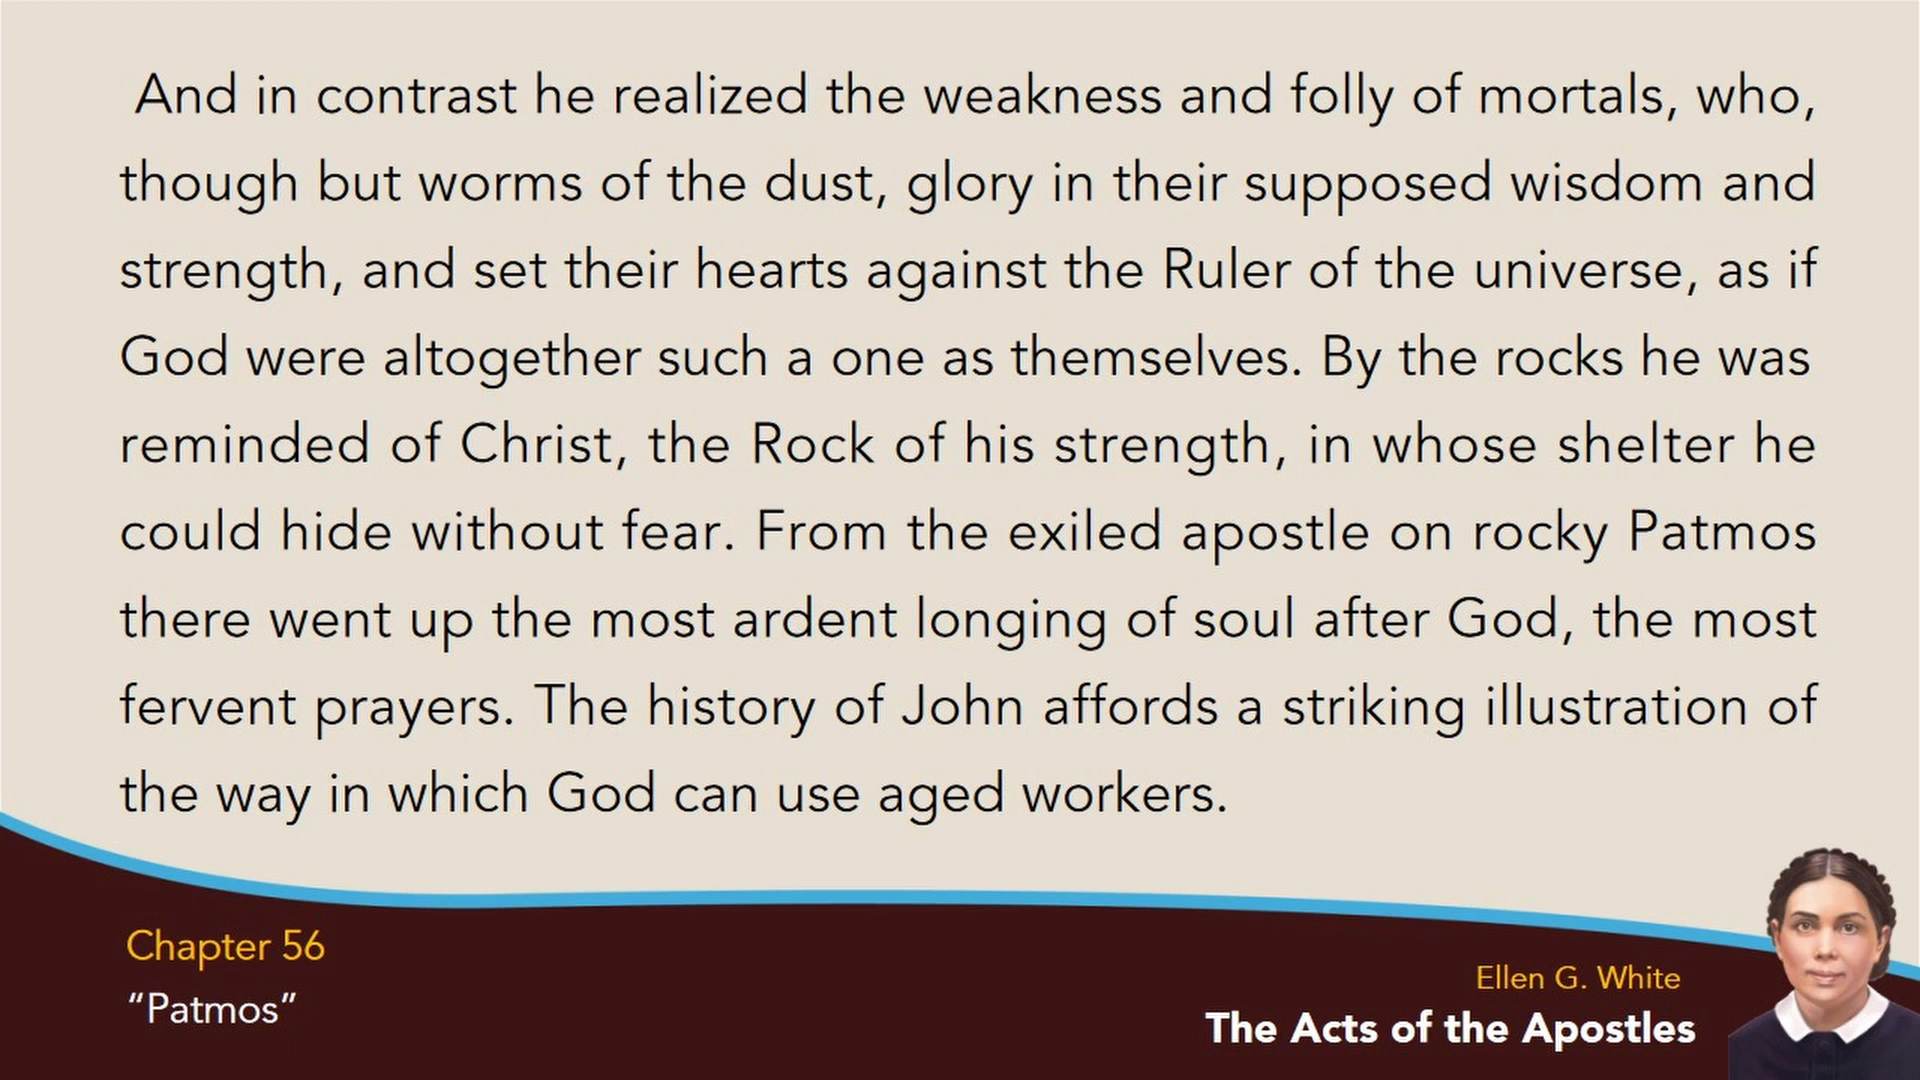 And in contrast he realized the weakness and folly of mortals, who,
though but worms of the dust, glory in their supposed wisdom and
strength, and set their hearts against the Ruler of the universe, as if
God were altogether such a one as themselves. By the rocks he was
reminded of Christ, the Rock of his strength, in whose shelter he
could hide without fear. From the exiled apostle on rocky Patmos
there went up the most ardent longing of soul after God, the most
fervent prayers. The history of John affords a striking illustration of
the way in which God can use aged workers.
Chapter 56
“Patmos”
Ellen G. White
The Acts of the Apostles